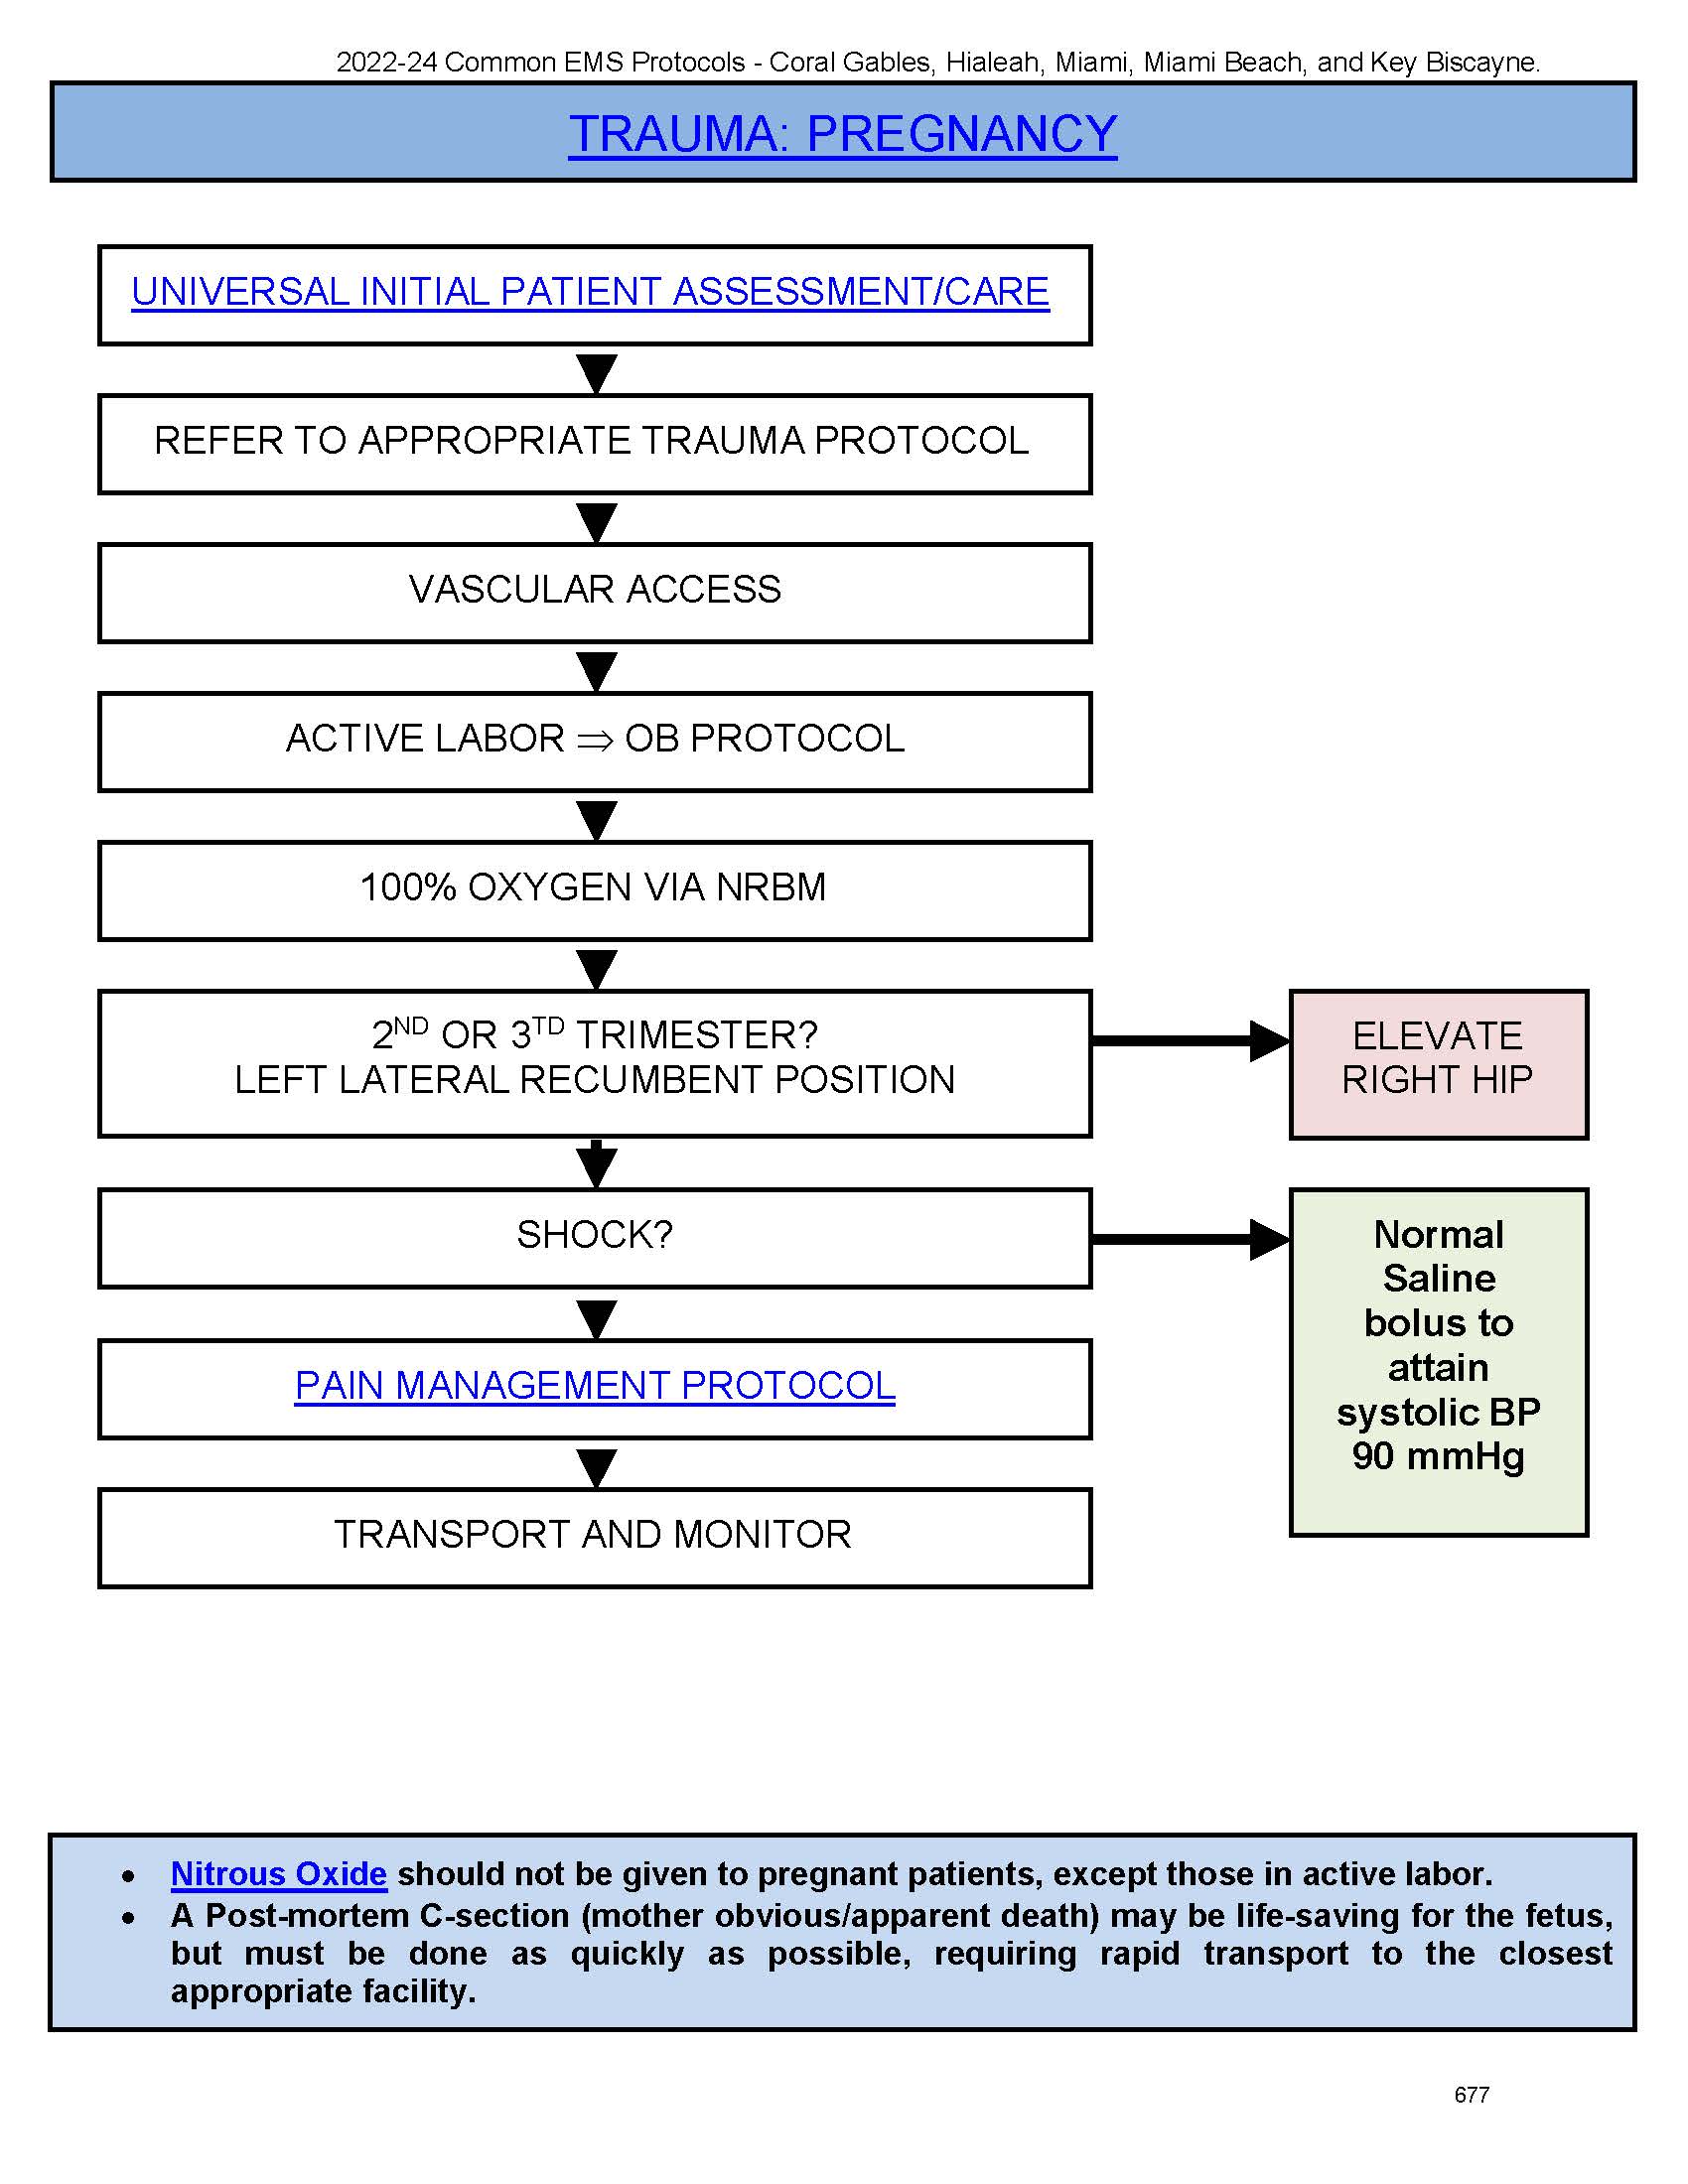 2022-24 Common EMS Protocols - Coral Gables, Hialeah, Miami, Miami Beach, and Key Biscayne.
TRAUMA: PREGNANCY
UNIVERSAL INITIAL PATIENT ASSESSMENT/CARE
REFER TO APPROPRIATE TRAUMA PROTOCOL
VASCULAR ACCESS
ACTIVE LABOR ⇒ OB PROTOCOL
100% OXYGEN VIA NRBM
2ND OR 3TD TRIMESTER?
LEFT LATERAL RECUMBENT POSITION
ELEVATE
RIGHT HIP
SHOCK?
Normal
Saline
bolus to
attain
systolic BP
90 mmHg
PAIN MANAGEMENT PROTOCOL
TRANSPORT AND MONITOR
• Nitrous Oxide should not be given to pregnant patients, except those in active labor.
• A Post-mortem C-section (mother obvious/apparent death) may be life-saving for the fetus,
but must be done as quickly as possible, requiring rapid transport to the closest
appropriate facility.
677